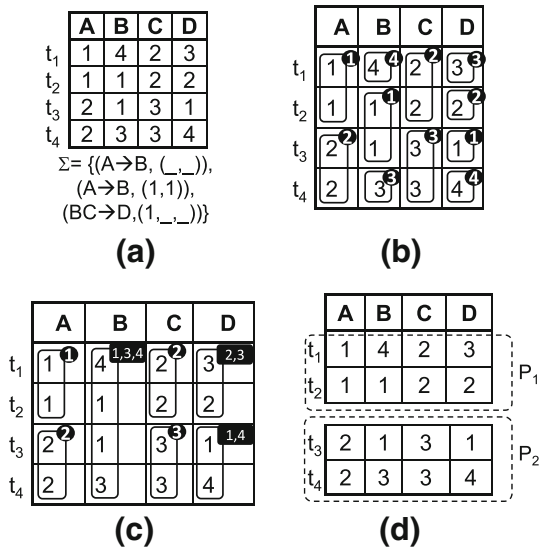 A B C D
t1 1 4 2 3
t2 1 1 2 2
t3 2 1 3 1
t4 2 3 3 4
Σ= {(A→B, (_,_)),
(A→B, (1,1)),
(BC→D,(1,_,_))}
(a)
A B C D
t1 1 1 4 4 2 2 3 3
t2 1 1 1 2 2 2
t3 2 2 1 3 3 1 1
t4 2 3 3 3 4 4
(b)
A B C D
t1 1 1 4 1,3,4 2 2 3 2,3
t2 1 1 2 2
t3 2 2 1 3 3 1 1,4
t4 2 3 3 4
(c)
A B C D
t1 1 4 2 3
t2 1 1 2 2
P1
t3 2 1 3 1
t4 2 3 3 4
P2
(d)